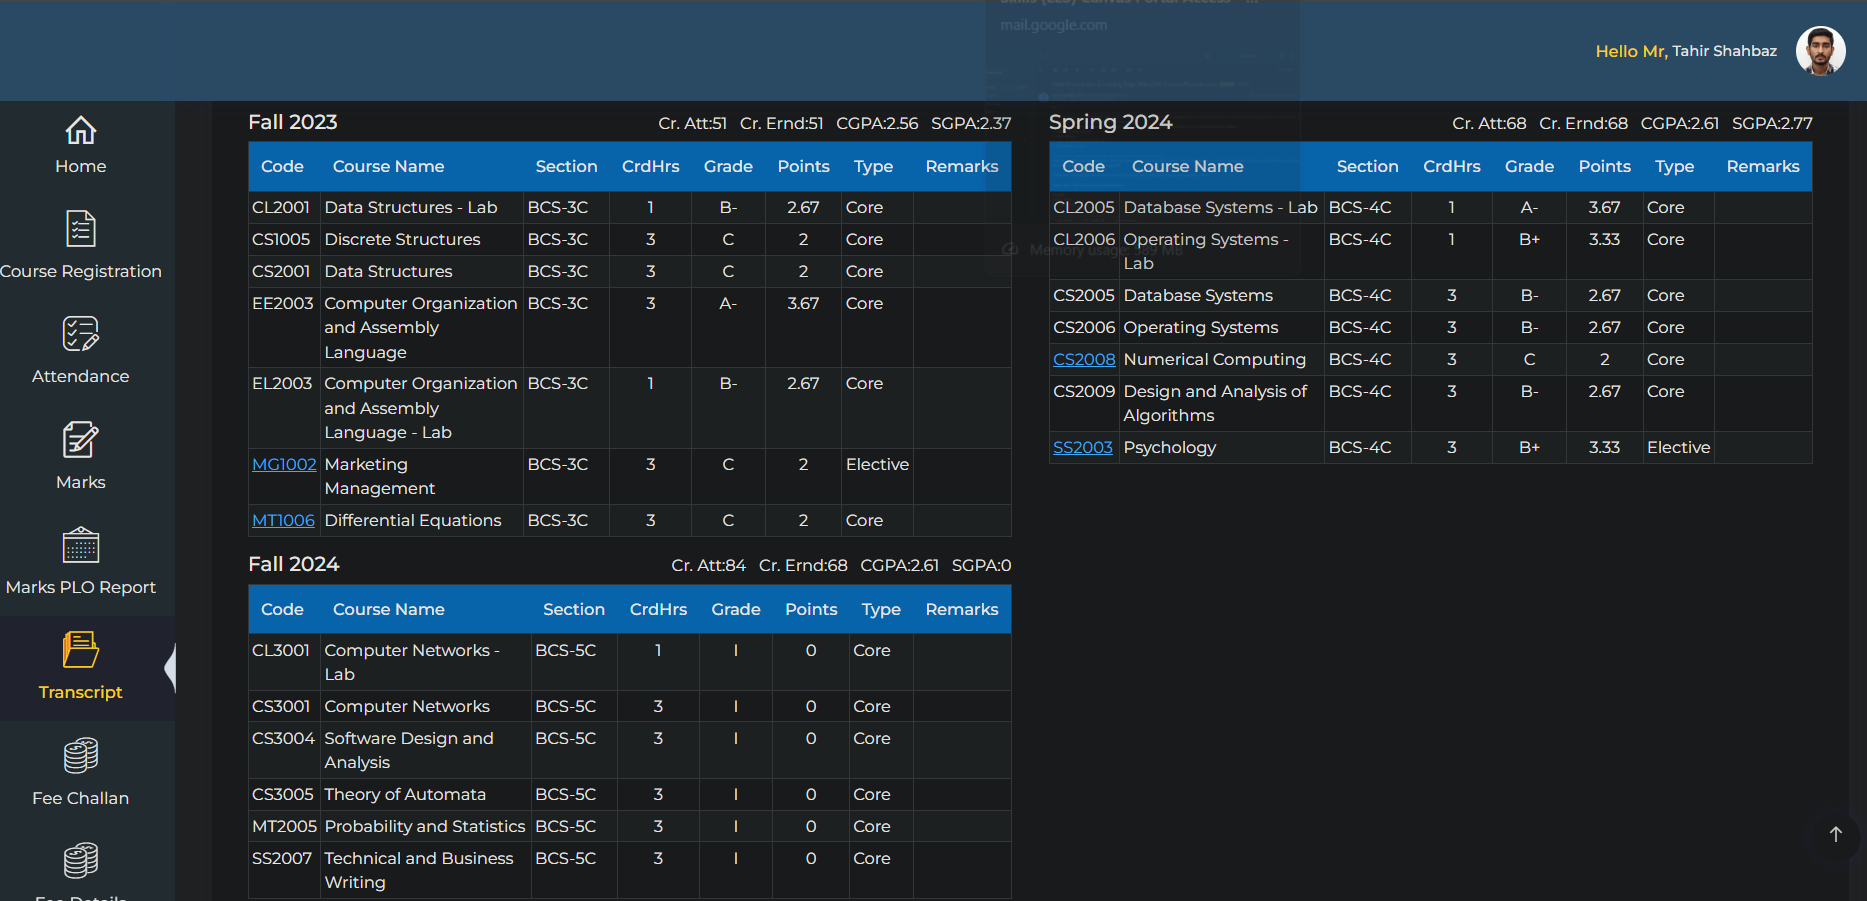 Skills (LLS) Canvas Portal Access - ...
mail.google.com
Hello Mr, Tahir Shahbaz
Home
Course Registration
Attendance
Marks
Marks PLO Report
Transcript
Fee Challan
Fee Details
Fall 2023 Cr. Att:51 Cr. Ernd:51 CGPA:2.56 SGPA:2.37
Code Course Name Section CrdHrs Grade Points Type Remarks
CL2001 Data Structures - Lab BCS-3C 1 B- 2.67 Core
CS1005 Discrete Structures BCS-3C 3 C 2 Core
CS2001 Data Structures BCS-3C 3 C 2 Core
EE2003 Computer Organization BCS-3C 3 A- 3.67 Core
and Assembly
Language
EL2003 Computer Organization BCS-3C 1 B- 2.67 Core
and Assembly
Language - Lab
MG1002 Marketing BCS-3C 3 C 2 Elective
Management
MT1006 Differential Equations BCS-3C 3 C 2 Core
Spring 2024 Cr. Att:68 Cr. Ernd:68 CGPA:2.61 SGPA:2.77
Code Course Name Section CrdHrs Grade Points Type Remarks
CL2005 Database Systems - Lab BCS-4C 1 A- 3.67 Core
CL2006 Operating Systems - BCS-4C 1 B+ 3.33 Core
Lab
Memory usage: MB
CS2005 Database Systems BCS-4C 3 B- 2.67 Core
CS2006 Operating Systems BCS-4C 3 B- 2.67 Core
CS2008 Numerical Computing BCS-4C 3 C 2 Core
CS2009 Design and Analysis of BCS-4C 3 B- 2.67 Core
Algorithms
SS2003 Psychology BCS-4C 3 B+ 3.33 Elective
Fall 2024 Cr. Att:84 Cr. Ernd:68 CGPA:2.61 SGPA:0
Code Course Name Section CrdHrs Grade Points Type Remarks
CL3001 Computer Networks - BCS-5C 1 I 0 Core
Lab
CS3001 Computer Networks BCS-5C 3 I 0 Core
CS3004 Software Design and BCS-5C 3 I 0 Core
Analysis
CS3005 Theory of Automata BCS-5C 3 I 0 Core
MT2005 Probability and Statistics BCS-5C 3 I 0 Core
SS2007 Technical and Business BCS-5C 3 I 0 Core
Writing